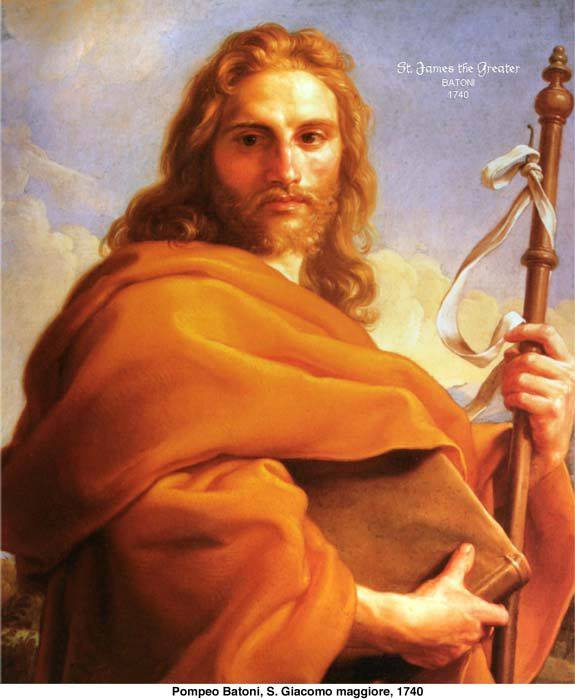 St. James the Greater
BATONI
1740
Pompeo Batoni, S. Giacomo maggiore, 1740